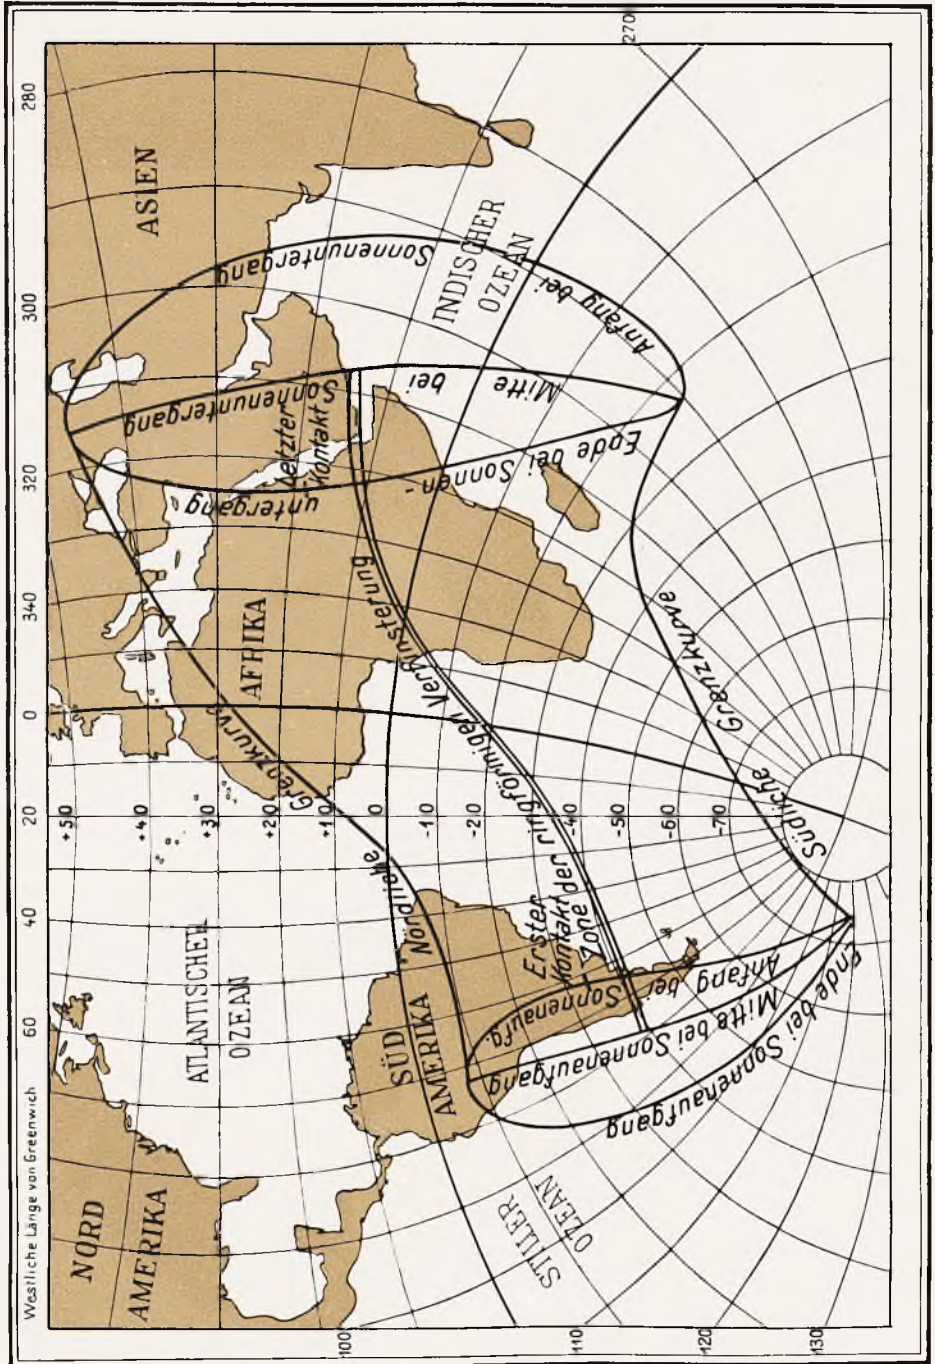 Westliche Länge von Greenwich
280
300
320
340
0
20
40
60
270
100
110
120
130
+50
+40
+30
+20
+10
0
-10
-20
-40
-50
-60
-70
NORD
AMERIKA
ATLANTISCHER
OZEAN
SÜD
AMERIKA
STILLER
OZEAN
AFRIKA
ASIEN
INDISCHER
OZEAN
Nördliche Grenzkurve
Südliche Grenzkurve
Zone der ringförmigen Verfinsterung
Erster
Kontakt
Letzter
Kontakt
Anfang bei Sonnenaufg.
Mitte bei Sonnenaufgang
Ende bei Sonnenaufgang
Anfang bei Sonnenuntergang
Mitte bei Sonnenuntergang
Ende bei Sonnen-
untergang